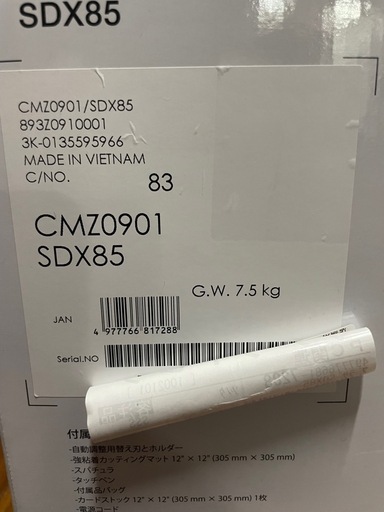 SDX85
CMZ0901/SDX85
893Z0910001
3K-0135595966
MADE IN VIETNAM
C/NO.
83
CMZ0901
SDX85
G.W. 7.5 kg
JAN
4 977766 817288
Serial.NO
付属
・自動調整用替え刃とホルダー
・強粘着カッティングマット 12" × 12" (305 mm × 305 mm)
・スパチュラ
・タッチペン
・付属品バッグ
・カードストック 12" × 12" (305 mm × 305 mm) 1枚
・電源コード